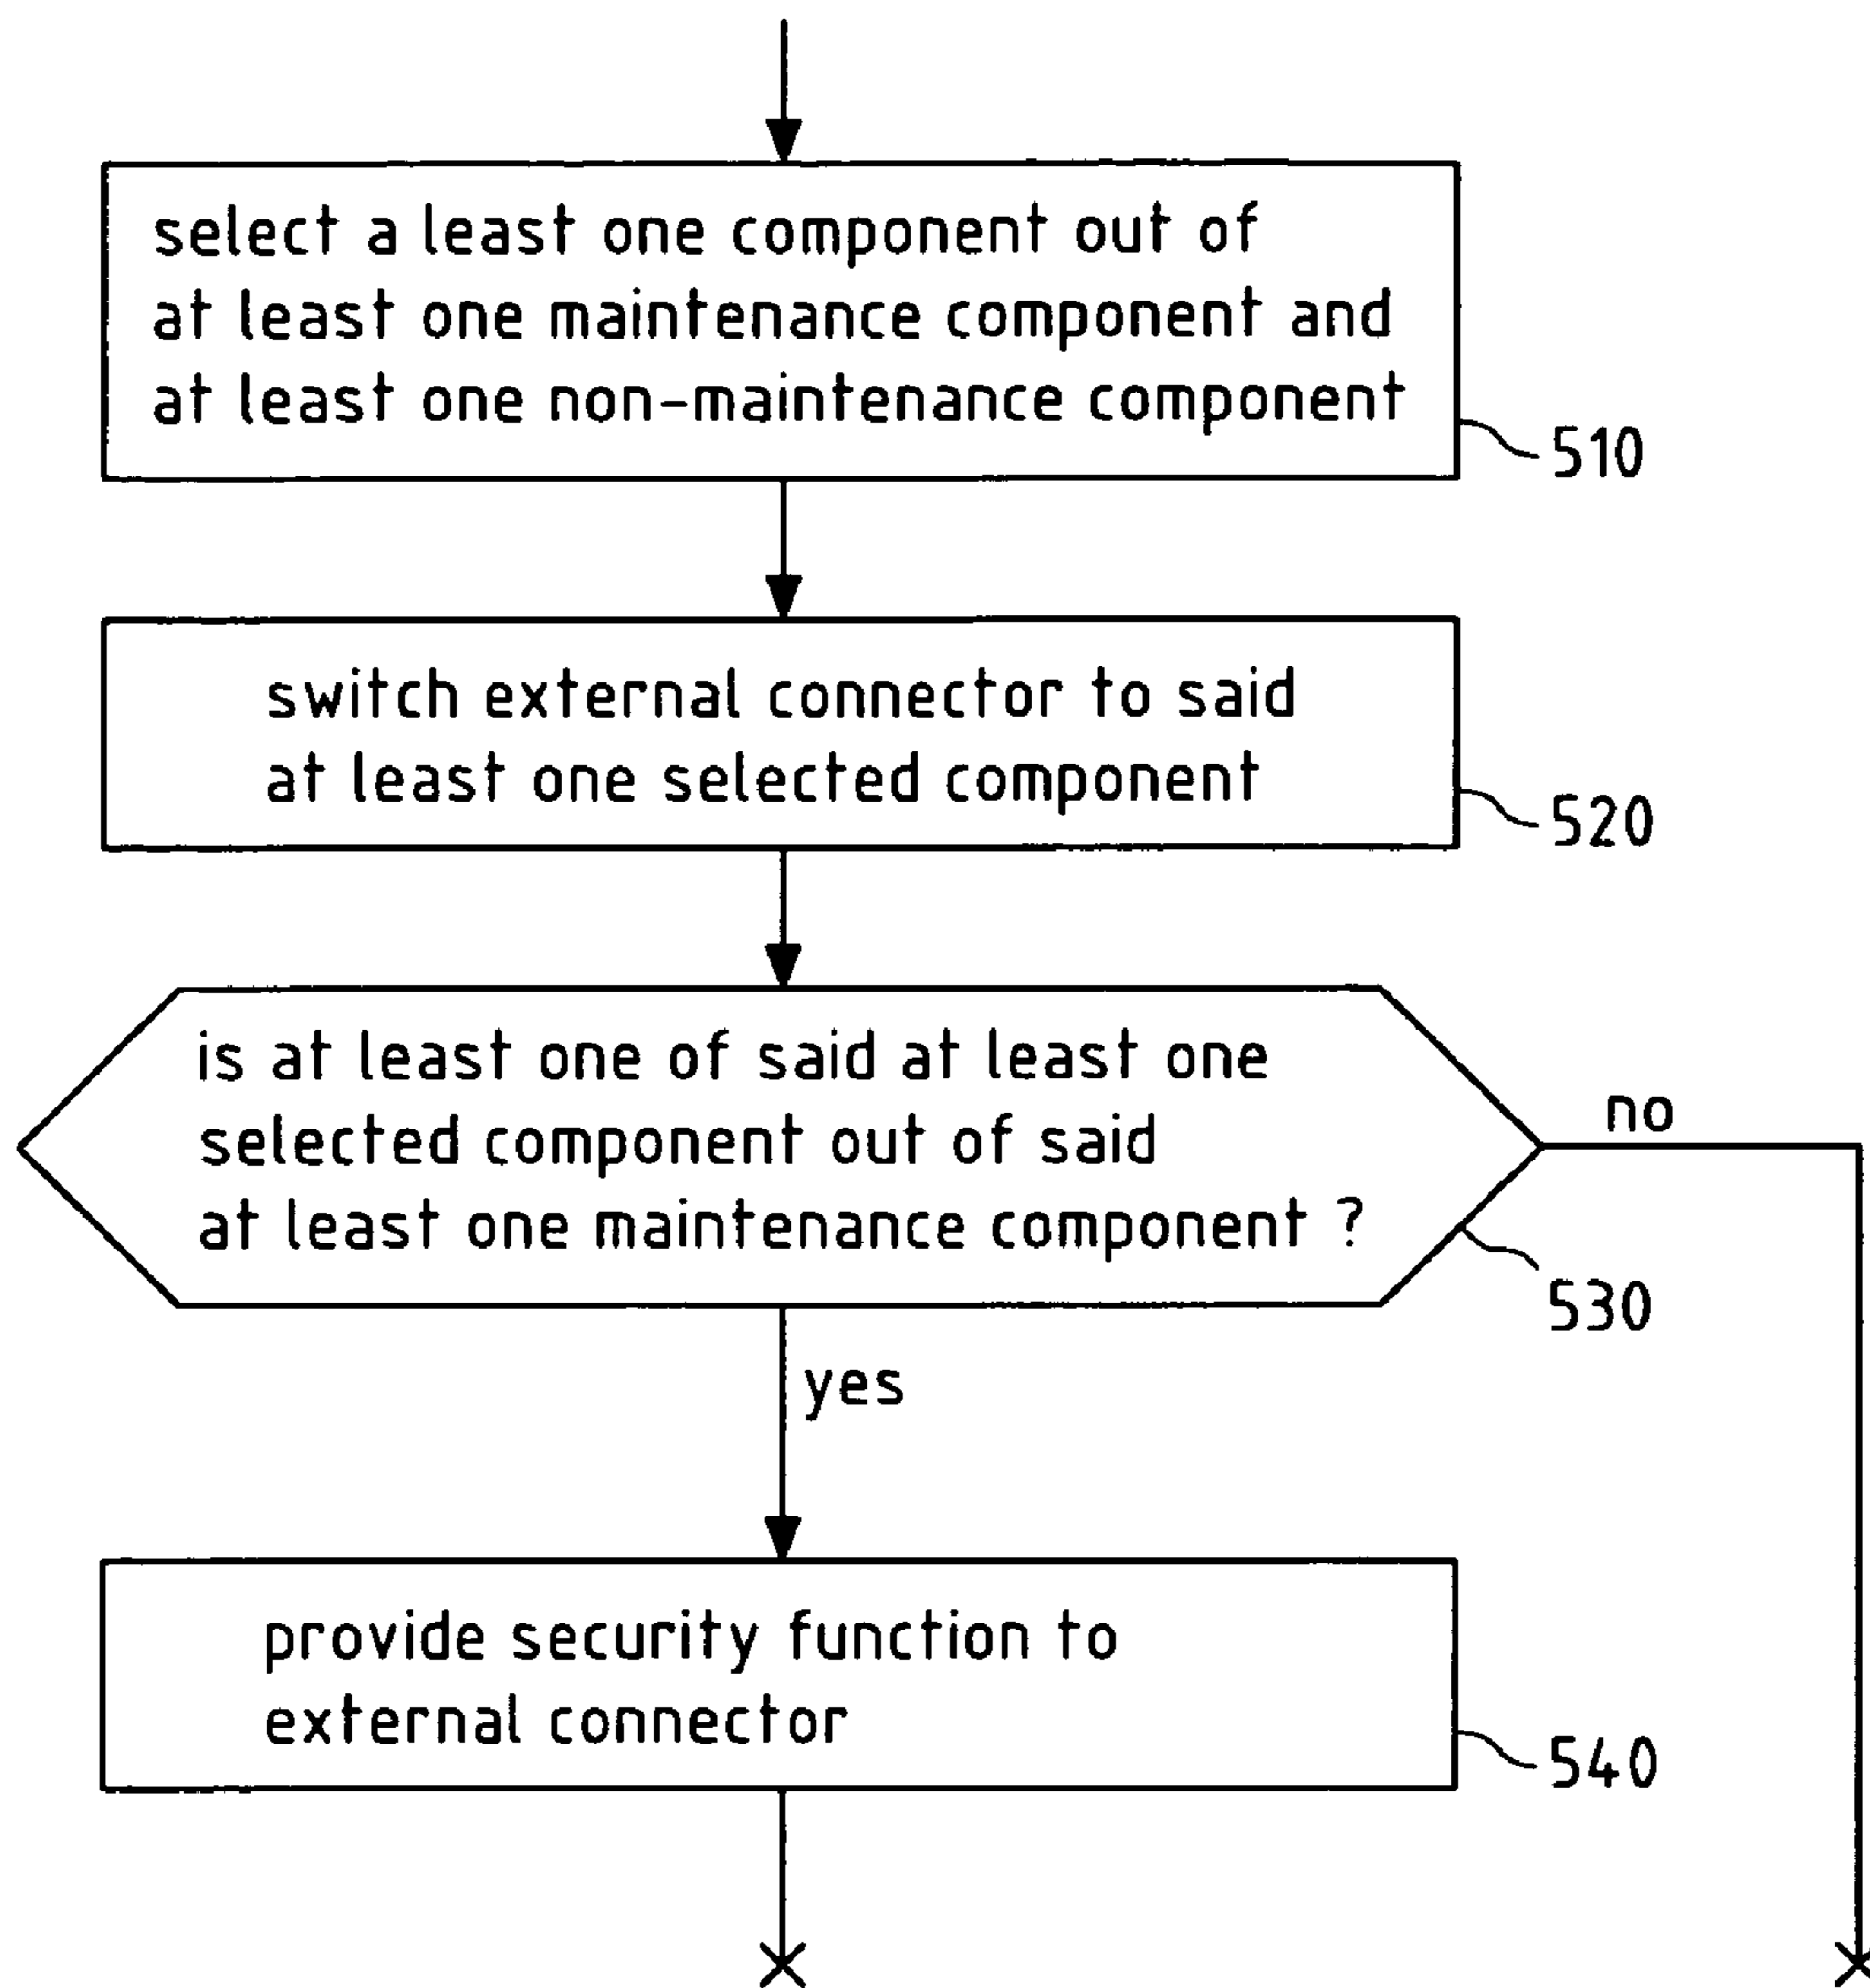 select a least one component out of
at least one maintenance component and
at least one non-maintenance component
510
switch external connector to said
at least one selected component
520
is at least one of said at least one
selected component out of said
at least one maintenance component ?
no
530
yes
provide security function to
external connector
540